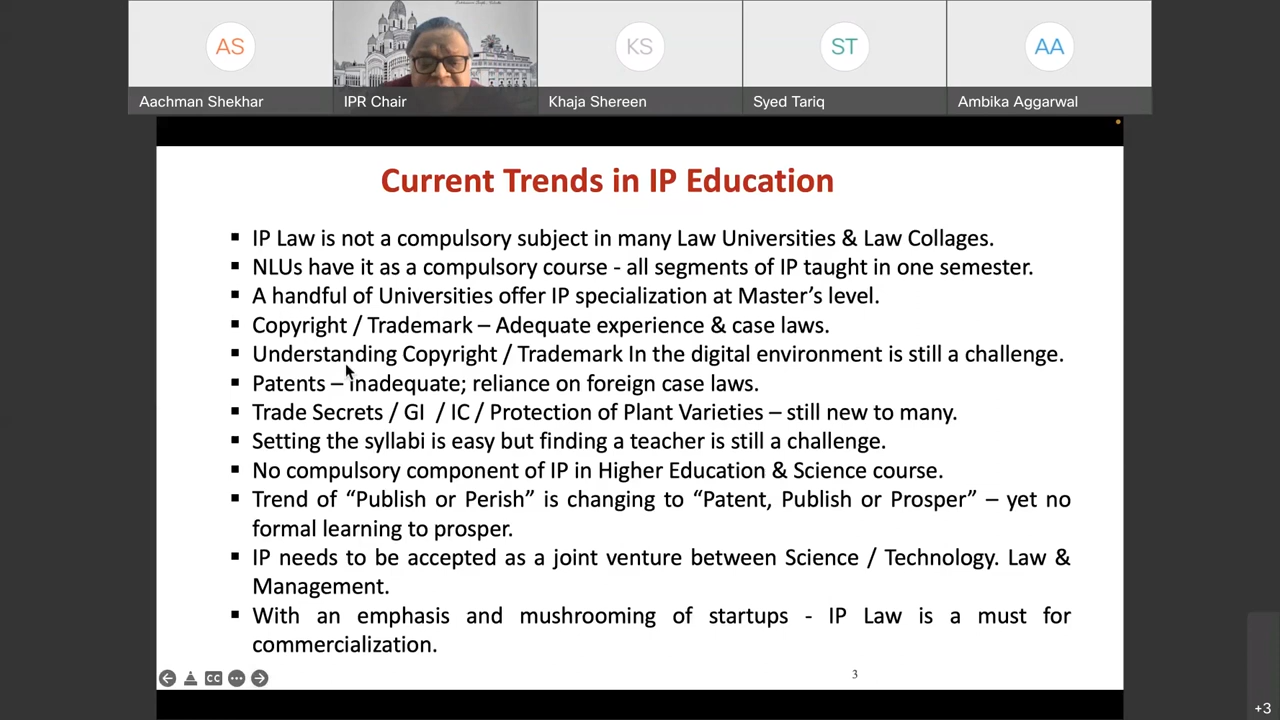 AS
KS
ST
AA
Aachman Shekhar
IPR Chair
Khaja Shereen
Syed Tariq
Ambika Aggarwal
Current Trends in IP Education
▪ IP Law is not a compulsory subject in many Law Universities & Law Collages.
▪ NLUs have it as a compulsory course - all segments of IP taught in one semester.
▪ A handful of Universities offer IP specialization at Master’s level.
▪ Copyright / Trademark – Adequate experience & case laws.
▪ Understanding Copyright / Trademark In the digital environment is still a challenge.
▪ Patents – inadequate; reliance on foreign case laws.
▪ Trade Secrets / GI / IC / Protection of Plant Varieties – still new to many.
▪ Setting the syllabi is easy but finding a teacher is still a challenge.
▪ No compulsory component of IP in Higher Education & Science course.
▪ Trend of “Publish or Perish” is changing to “Patent, Publish or Prosper” – yet no
formal learning to prosper.
▪ IP needs to be accepted as a joint venture between Science / Technology. Law &
Management.
▪ With an emphasis and mushrooming of startups - IP Law is a must for
commercialization.
CC
3
+3